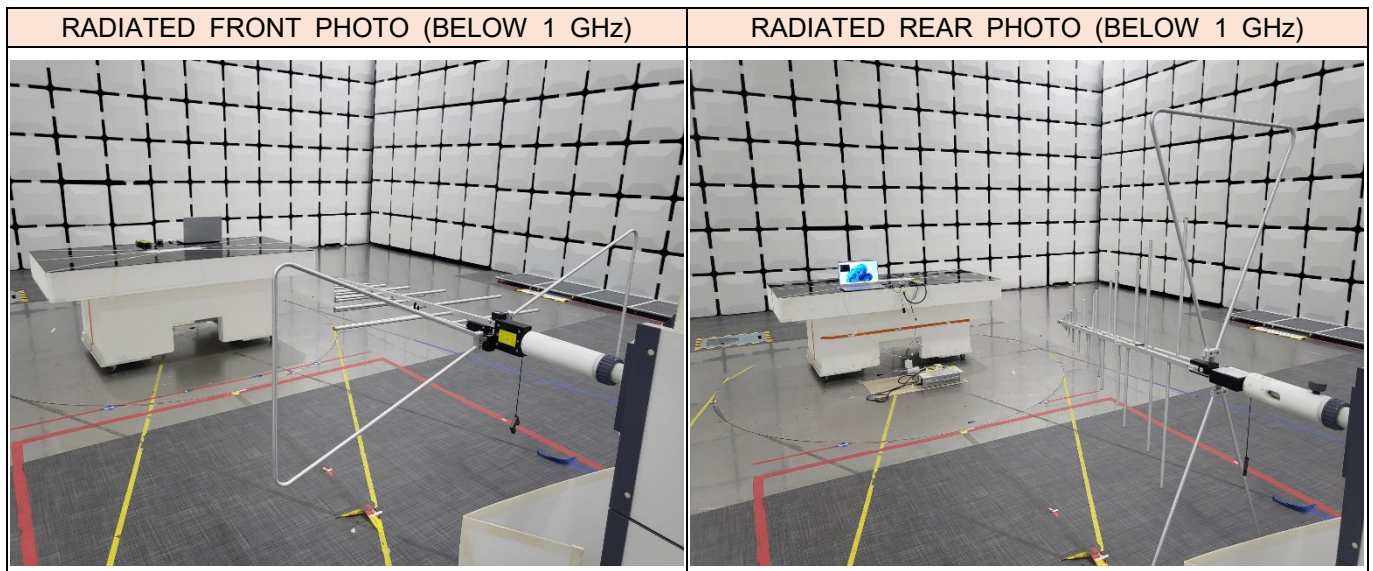 RADIATED FRONT PHOTO (BELOW 1 GHz)
RADIATED REAR PHOTO (BELOW 1 GHz)